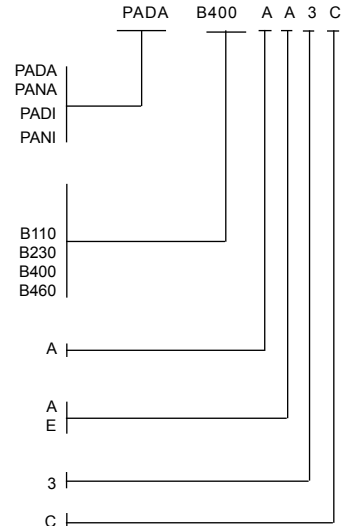 PADA B400 A A 3 C
PADA
PANA
PADI
PANI
B110
B230
B400
B460
A
A
E
3
C